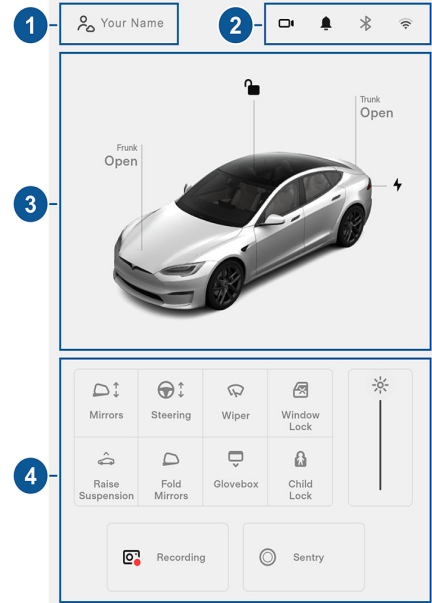 1
Your Name
2
Trunk
Open
Frunk
Open
3
Mirrors
Steering
Wiper
Window
Lock
4
Raise
Suspension
Fold
Mirrors
Glovebox
Child
Lock
Recording
Sentry